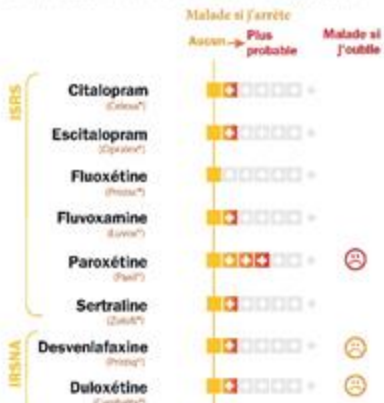 Malade si j'arrête
Aucun → Plus probable
Malade si j'oublie
ISRS
Citalopram
(Celexa®)
Escitalopram
(Cipralex®)
Fluoxétine
(Prozac®)
Fluvoxamine
(Luvox®)
Paroxétine
(Paxil®)
Sertraline
(Zoloft®)
IRSNA
Desvenlafaxine
(Pristiq®)
Duloxétine